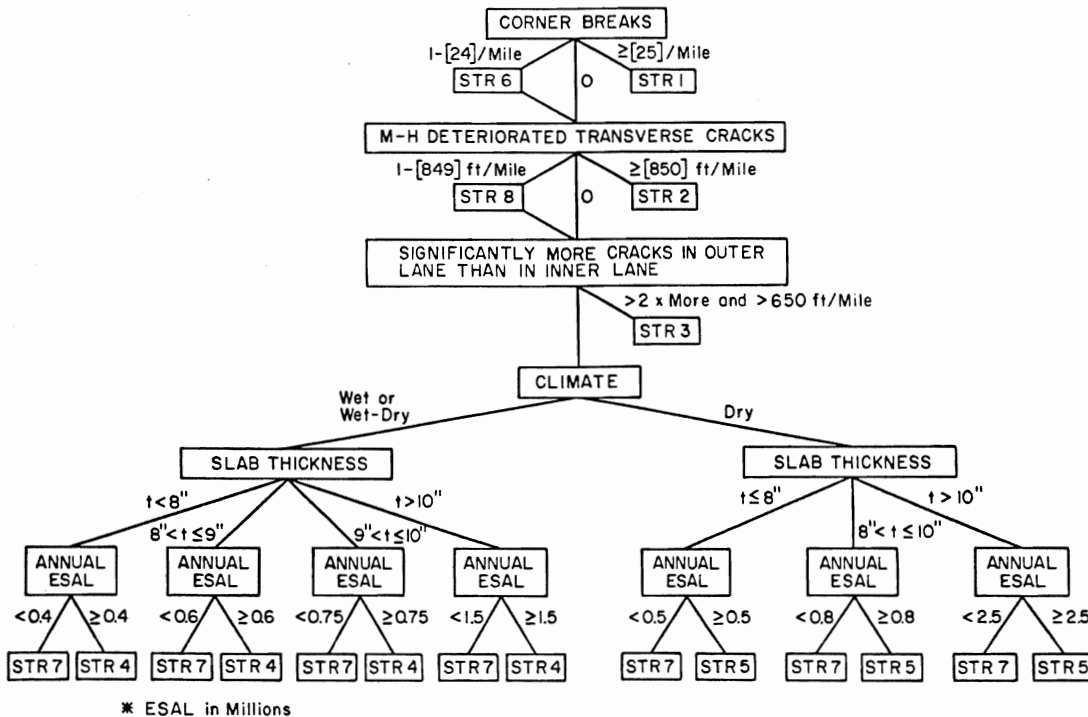 CORNER BREAKS
1-[24]/Mile
≥[25]/Mile
STR 6
0
STR 1
M-H DETERIORATED TRANSVERSE CRACKS
1-[849] ft/Mile
≥[850] ft/Mile
STR 8
0
STR 2
SIGNIFICANTLY MORE CRACKS IN OUTER
LANE THAN IN INNER LANE
>2 x More and >650 ft/Mile
STR 3
CLIMATE
Wet or
Wet-Dry
Dry
SLAB THICKNESS
SLAB THICKNESS
t<8"
8"<t≤9"
9"<t≤10"
t>10"
t≤8"
8"<t≤10"
t>10"
ANNUAL
ESAL
ANNUAL
ESAL
ANNUAL
ESAL
ANNUAL
ESAL
ANNUAL
ESAL
ANNUAL
ESAL
ANNUAL
ESAL
<0.4
≥0.4
<0.6
≥0.6
<0.75
≥0.75
<1.5
≥1.5
<0.5
≥0.5
<0.8
≥0.8
<2.5
≥2.5
STR 7
STR 4
STR 7
STR 4
STR 7
STR 4
STR 7
STR 4
STR 7
STR 5
STR 7
STR 5
STR 7
STR 5
* ESAL in Millions